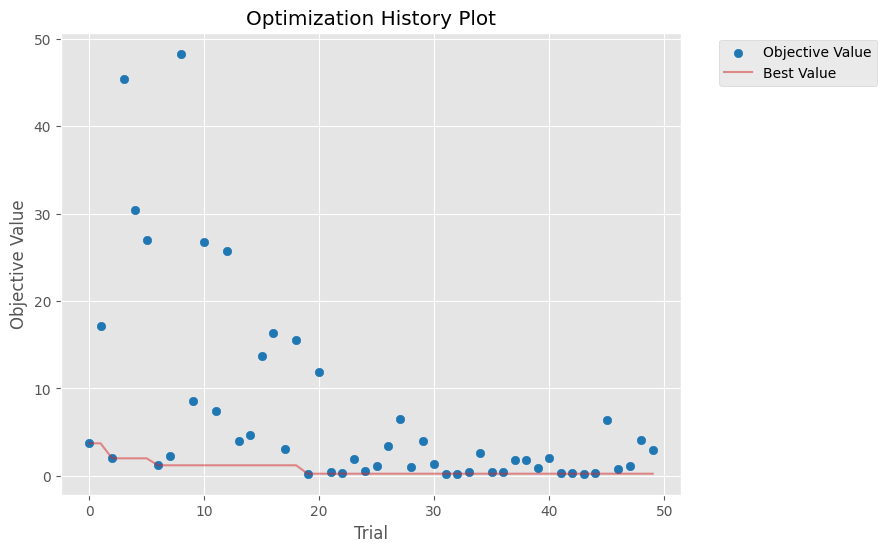 Optimization History Plot
Objective Value
Best Value
Objective Value
50
40
30
20
10
0
0 10 20 30 40 50
Trial